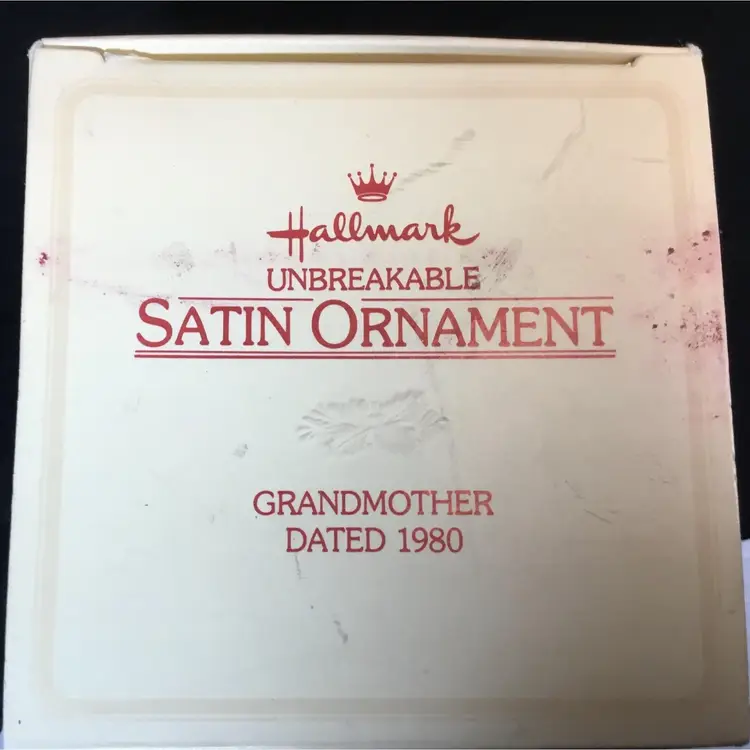 Hallmark
UNBREAKABLE
SATIN ORNAMENT
GRANDMOTHER
DATED 1980